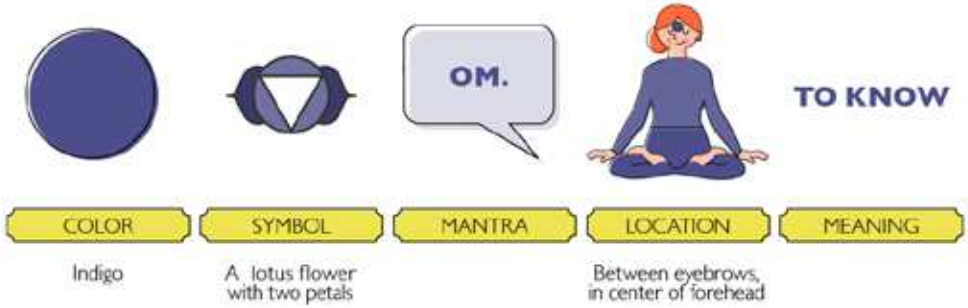 OM.
TO KNOW
COLOR
SYMBOL
MANTRA
LOCATION
MEANING
Indigo
A lotus flower
with two petals
Between eyebrows,
in center of forehead